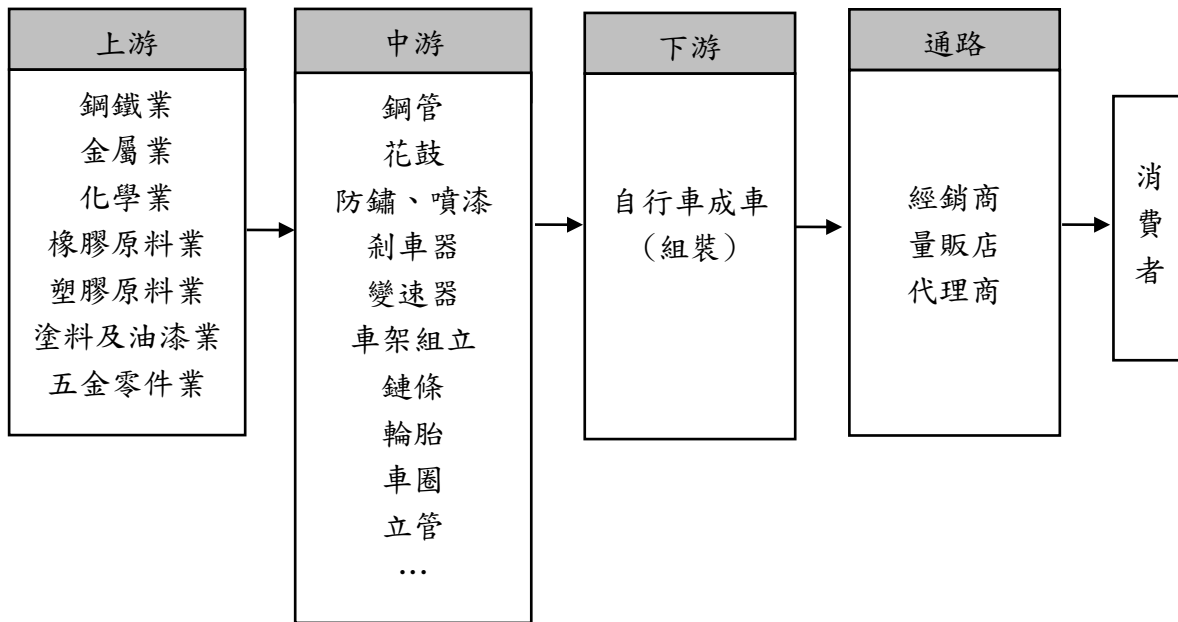 上游
鋼鐵業
金屬業
化學業
橡膠原料業
塑膠原料業
塗料及油漆業
五金零件業
中游
鋼管
花鼓
防鏽、噴漆
剎車器
變速器
車架組立
鏈條
輪胎
車圈
立管
…
下游
自行車成車
（組裝）
通路
經銷商
量販店
代理商
消
費
者